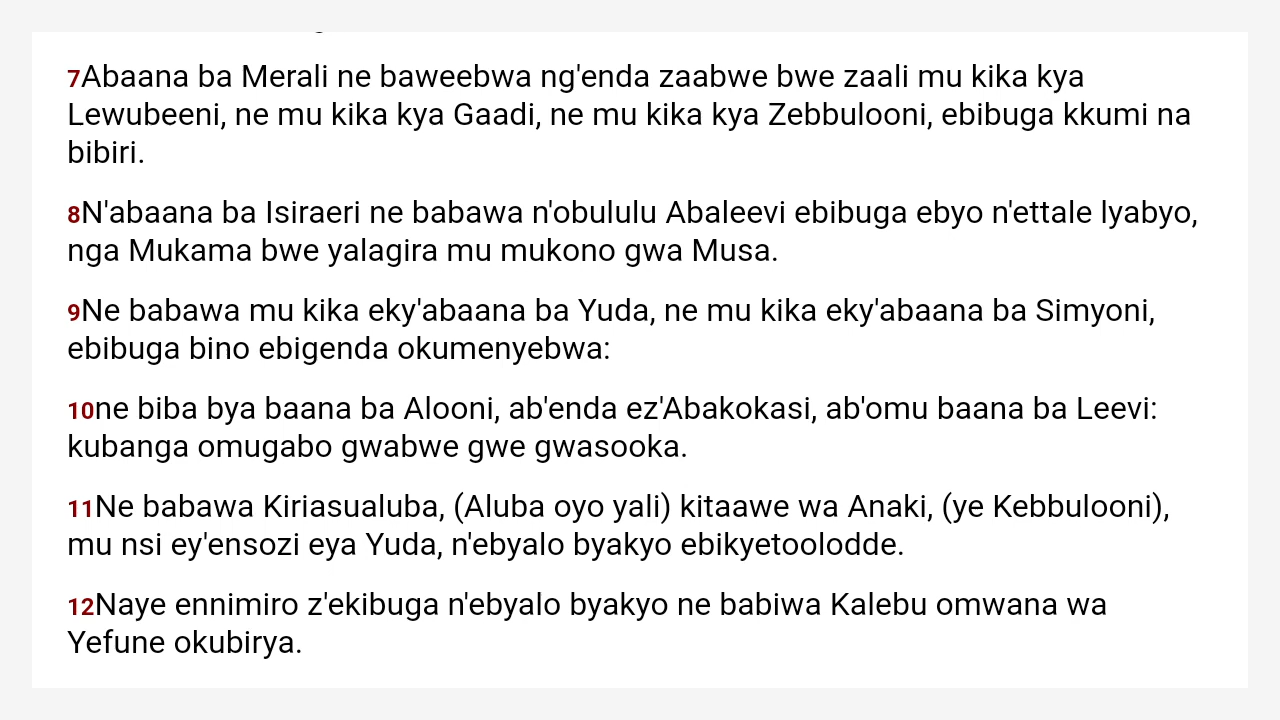 7Abaana ba Merali ne baweebwa ng'enda zaabwe bwe zaali mu kika kya
Lewubeeni, ne mu kika kya Gaadi, ne mu kika kya Zebbulooni, ebibuga kkumi na
bibiri.
8N'abaana ba Isiraeri ne babawa n'obululu Abaleevi ebibuga ebyo n'ettale lyabyo,
nga Mukama bwe yalagira mu mukono gwa Musa.
9Ne babawa mu kika eky'abaana ba Yuda, ne mu kika eky'abaana ba Simyoni,
ebibuga bino ebigenda okumenyebwa:
10ne biba bya baana ba Alooni, ab'enda ez'Abakokasi, ab'omu baana ba Leevi:
kubanga omugabo gwabwe gwe gwasooka.
11Ne babawa Kiriasualuba, (Aluba oyo yali) kitaawe wa Anaki, (ye Kebbulooni),
mu nsi ey'ensozi eya Yuda, n'ebyalo byakyo ebikyetoolodde.
12Naye ennimiro z'ekibuga n'ebyalo byakyo ne babiwa Kalebu omwana wa
Yefune okubirya.